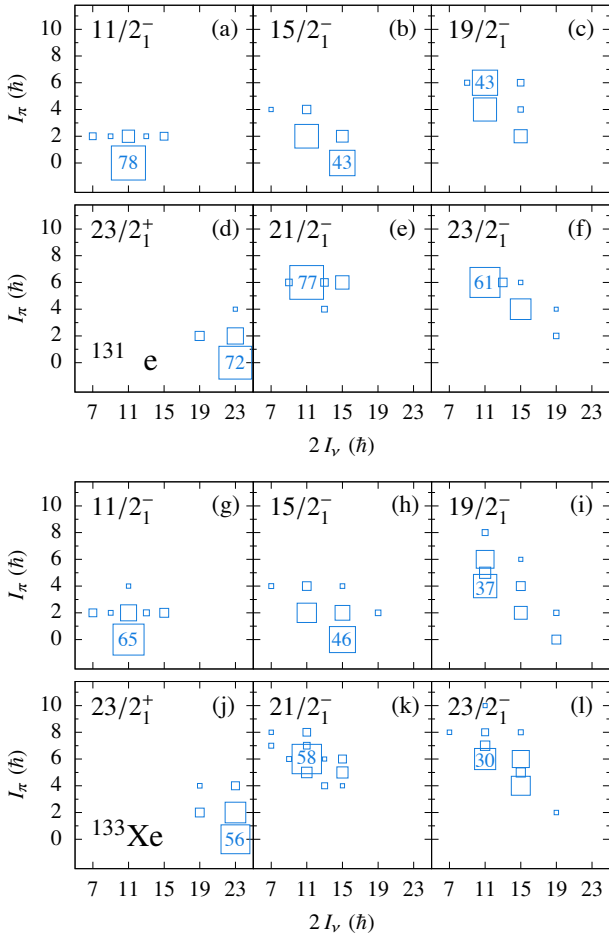 11/2₁⁻ (a) 15/2₁⁻ (b) 19/2₁⁻ (c)
10
8
6
4
2
0
I_π (ħ)
78
43
43
23/2₁⁺ (d) 21/2₁⁻ (e) 23/2₁⁻ (f)
10
8
6
4
2
0
I_π (ħ)
77
61
72
¹³¹ e
7 11 15 19 23 7 11 15 19 23 7 11 15 19 23
2 I_ν (ħ)
11/2₁⁻ (g) 15/2₁⁻ (h) 19/2₁⁻ (i)
10
8
6
4
2
0
I_π (ħ)
37
65
46
23/2₁⁺ (j) 21/2₁⁻ (k) 23/2₁⁻ (l)
10
8
6
4
2
0
I_π (ħ)
58
30
56
¹³³Xe
7 11 15 19 23 7 11 15 19 23 7 11 15 19 23
2 I_ν (ħ)